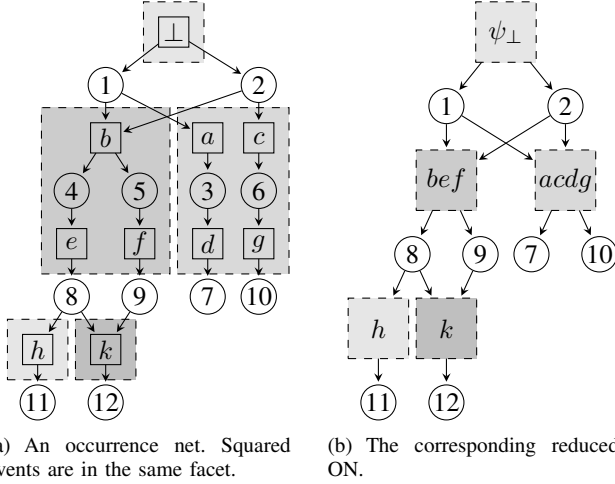 ⊥
ψ⊥
1 2
1 2
b a c
4 5 3 6
bef acdg
e f d g
8 9 7 10
8 9 7 10
h k
h k
11 12
11 12
a) An occurrence net. Squared
vents are in the same facet.
(b) The corresponding reduced
ON.